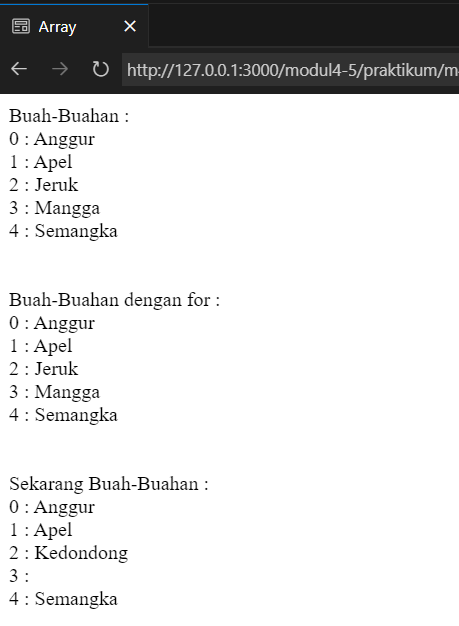 Array
http://127.0.0.1:3000/modul4-5/praktikum/m
Buah-Buahan :
0 : Anggur
1 : Apel
2 : Jeruk
3 : Mangga
4 : Semangka
Buah-Buahan dengan for :
0 : Anggur
1 : Apel
2 : Jeruk
3 : Mangga
4 : Semangka
Sekarang Buah-Buahan :
0 : Anggur
1 : Apel
2 : Kedondong
3 :
4 : Semangka